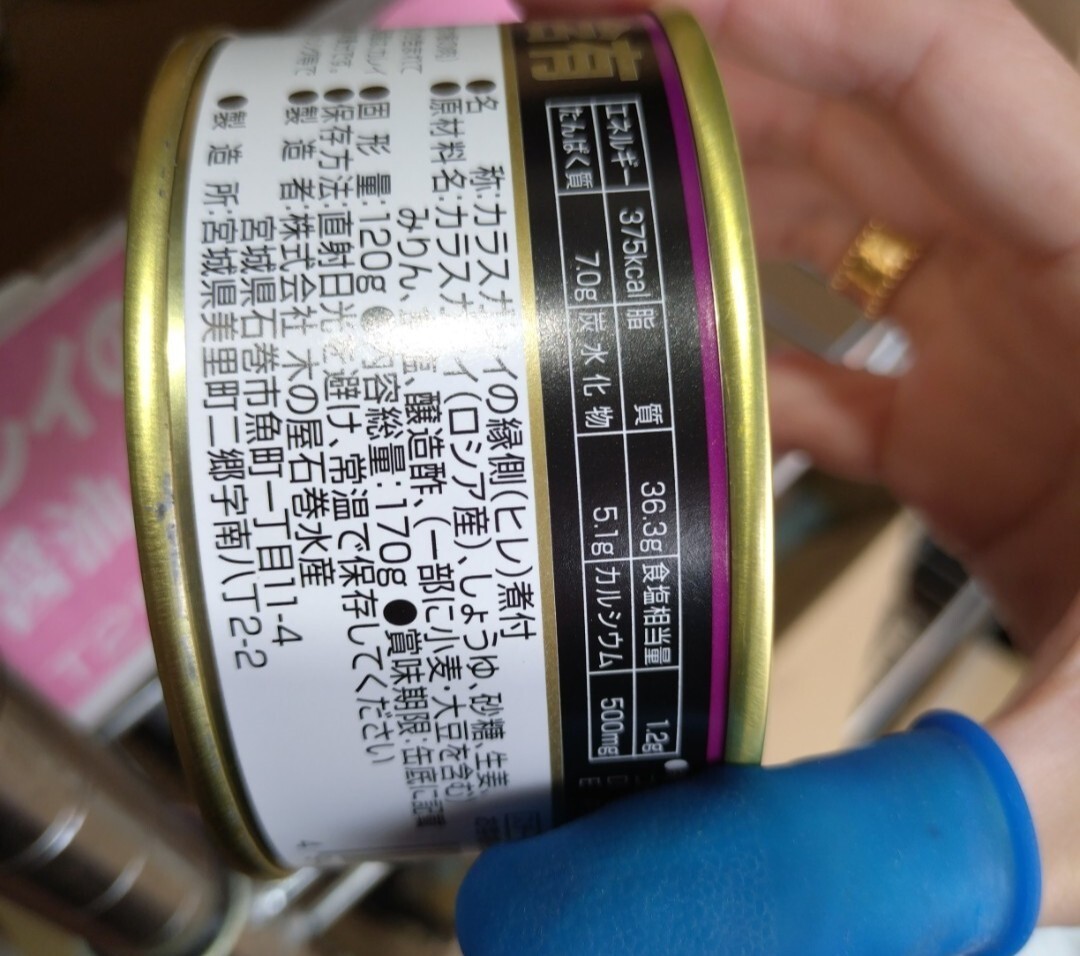 エネルギー 375kcal 脂質 36.3g 食塩相当量 1.2g
たんぱく質 7.0g 炭水化物 5.1g カルシウム 500mg
●名称:カラスガレイの縁側(ヒレ)煮付
●原材料名:カラスガレイ(ロシア産)、しょうゆ、砂糖、生姜、
みりん、食塩、醸造酢、(一部に小麦・大豆を含む)
●固形量:120g ●内容総量:170g ●賞味期限:缶底に記載
●保存方法:直射日光を避け、常温で保存してください
●製造者:株式会社 木の屋石巻水産
宮城県石巻市魚町一丁目11-4
●製造所:宮城県美里町二郷字南八丁2-2